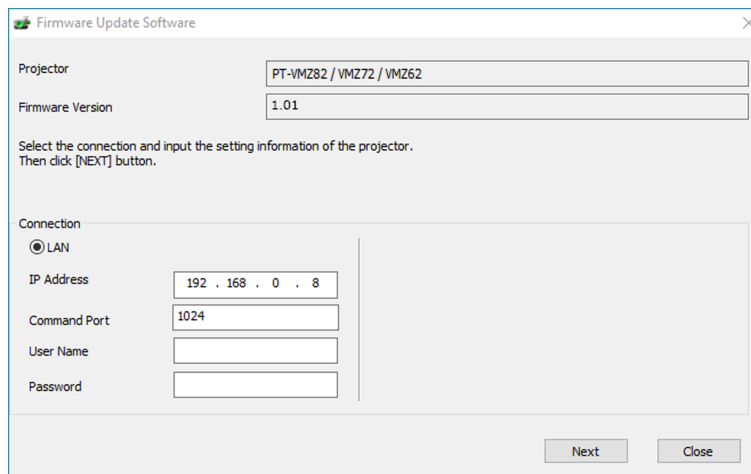 Firmware Update Software
Projector
PT-VMZ82 / VMZ72 / VMZ62
Firmware Version
1.01
Select the connection and input the setting information of the projector.
Then click [NEXT] button.
Connection
LAN
IP Address
192 . 168 . 0 . 8
Command Port
1024
User Name
Password
Next
Close